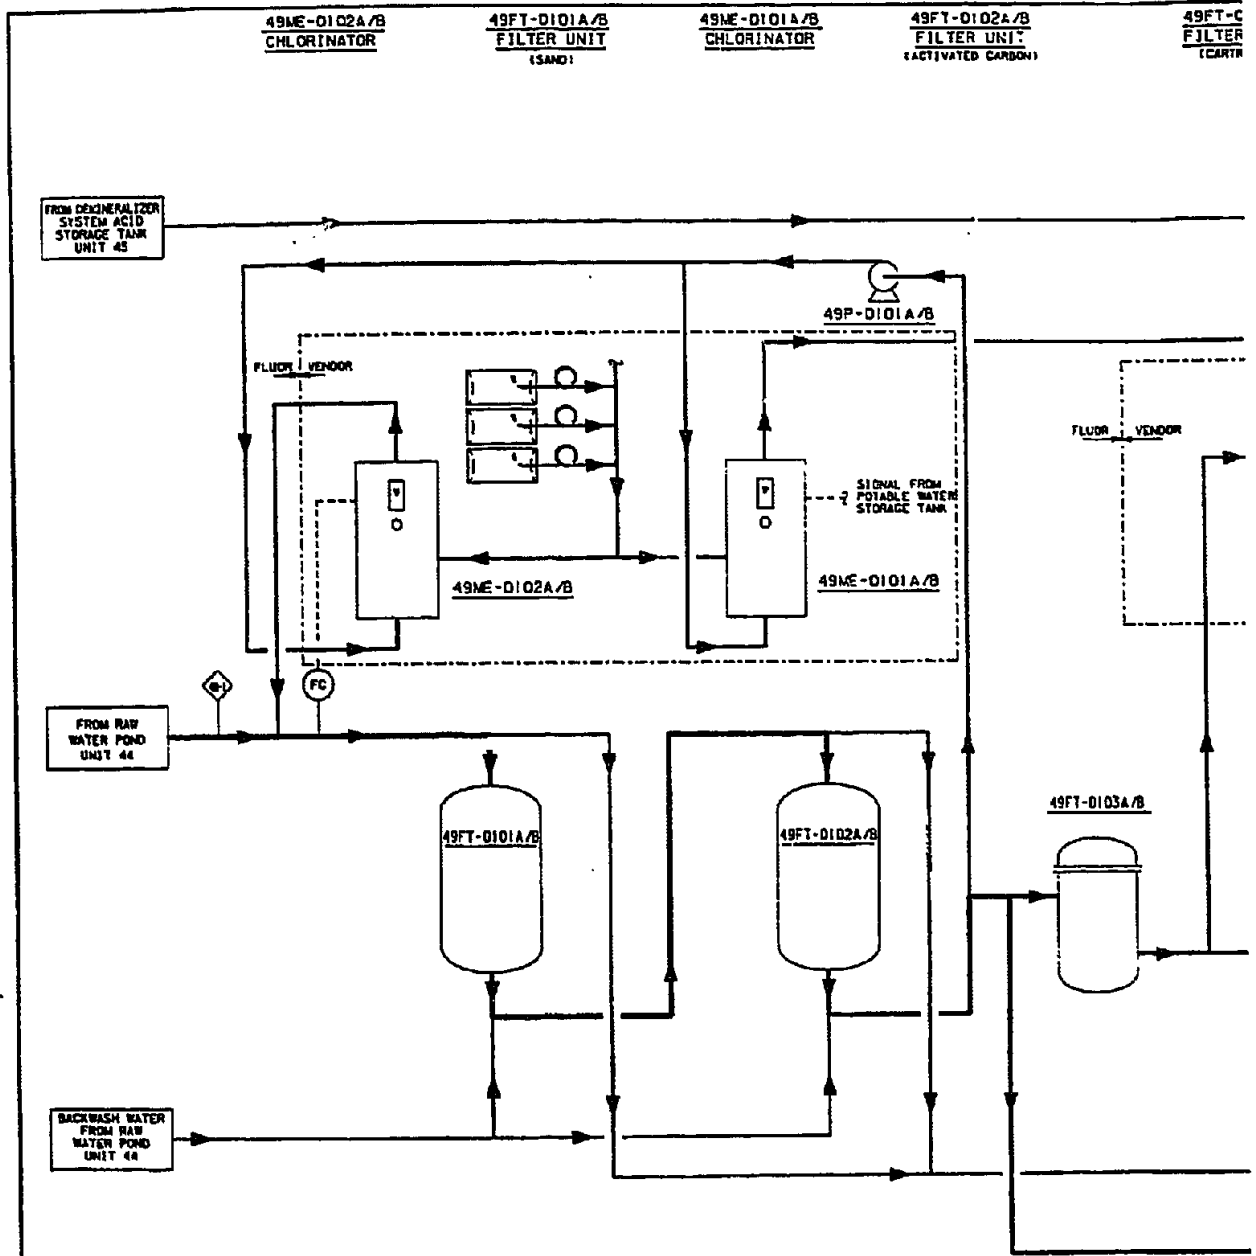 49ME-0102A/B
CHLORINATOR
49FT-0101A/B
FILTER UNIT
(SAND)
49ME-0101A/B
CHLORINATOR
49FT-0102A/B
FILTER UNIT
(ACTIVATED CARBON)
49FT-0
FILTER
(CARTR
FROM DEMINERALIZER
SYSTEM ACID
STORAGE TANK
UNIT 45
49P-0101A/B
FLUOR VENDOR
FLUOR VENDOR
SIGNAL FROM
POTABLE WATER
STORAGE TANK
49ME-0102A/B
49ME-0101A/B
FC
FROM RAW
WATER POND
UNIT 44
49FT-0101A/B
49FT-0102A/B
49FT-0103A/B
BACKWASH WATER
FROM RAW
WATER POND
UNIT 44